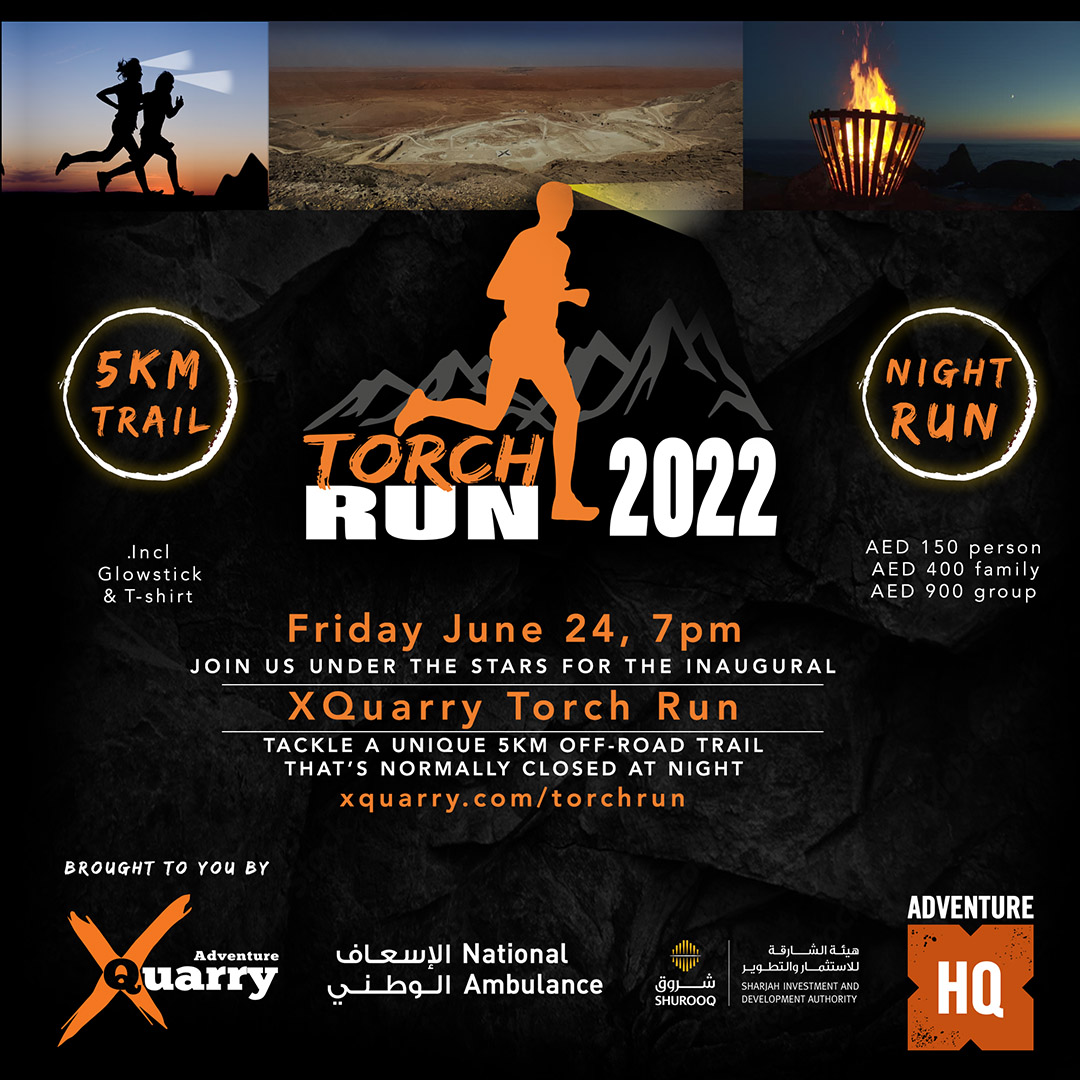 5KM
TRAIL
NIGHT
RUN
TORCH
RUN 2022
.Incl
Glowstick
& T-shirt
AED 150 person
AED 400 family
AED 900 group
Friday June 24, 7pm
JOIN US UNDER THE STARS FOR THE INAUGURAL
XQuarry Torch Run
TACKLE A UNIQUE 5KM OFF-ROAD TRAIL
THAT'S NORMALLY CLOSED AT NIGHT
xquarry.com/torchrun
BROUGHT TO YOU BY
Adventure
XQuarry
الإسعاف National
الوطني Ambulance
شروق
SHUROOQ
هيئة الشارقة
للاستثمار والتطوير
SHARJAH INVESTMENT AND
DEVELOPMENT AUTHORITY
ADVENTURE
HQ